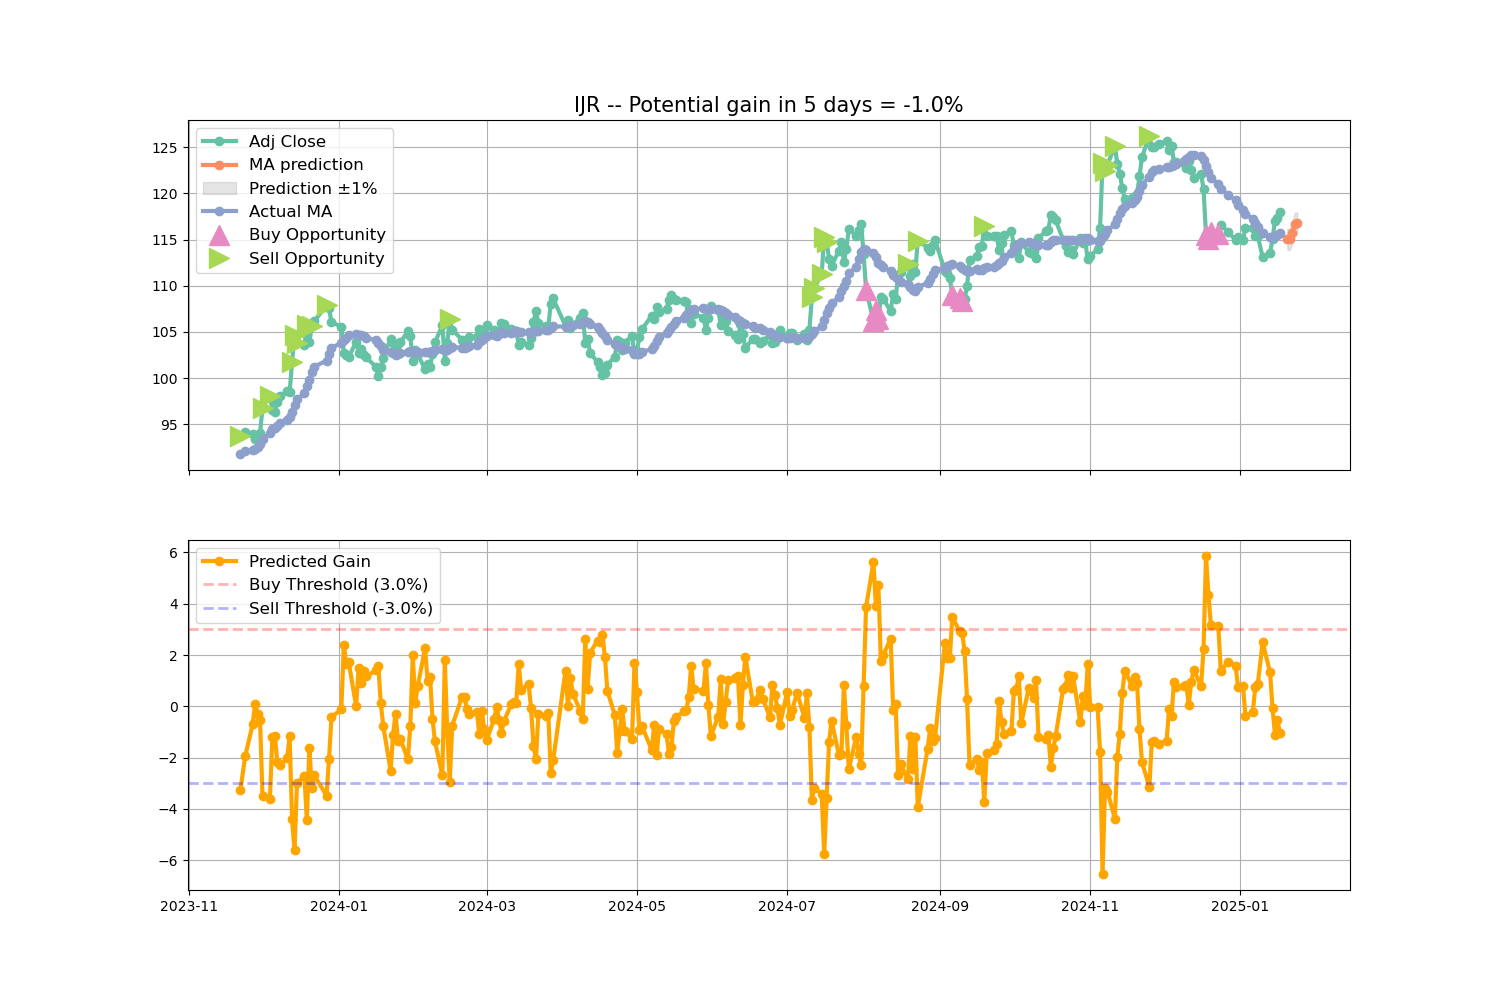 IJR -- Potential gain in 5 days = -1.0%
Adj Close
MA prediction
Prediction ±1%
Actual MA
Buy Opportunity
Sell Opportunity
125
120
115
110
105
100
95
Predicted Gain
Buy Threshold (3.0%)
Sell Threshold (-3.0%)
6
4
2
0
−2
−4
−6
2023-11 2024-01 2024-03 2024-05 2024-07 2024-09 2024-11 2025-01